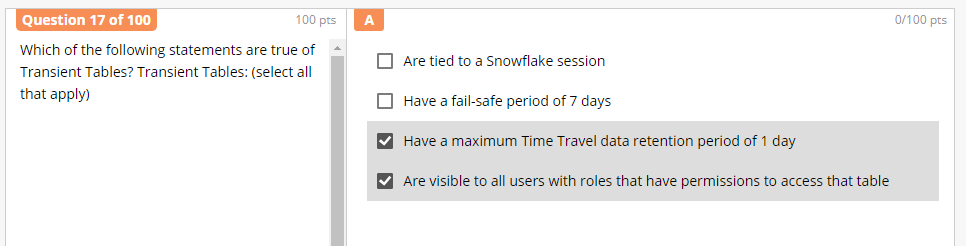 Question 17 of 100
100 pts
Which of the following statements are true of
Transient Tables? Transient Tables: (select all
that apply)
A
0/100 pts
Are tied to a Snowflake session
Have a fail-safe period of 7 days
Have a maximum Time Travel data retention period of 1 day
Are visible to all users with roles that have permissions to access that table